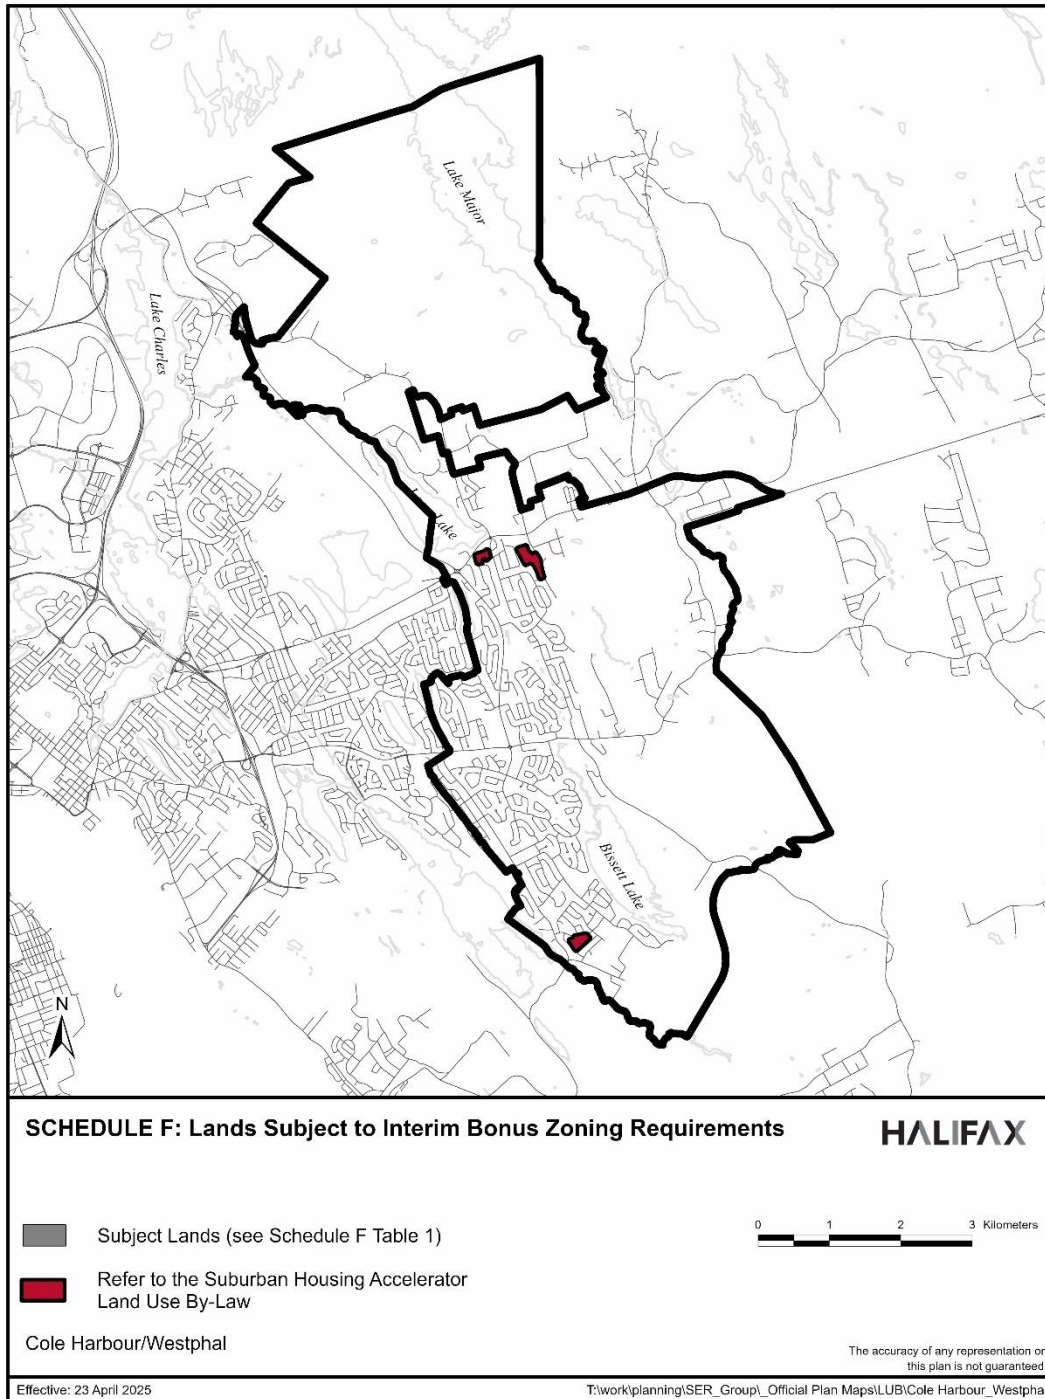 Lake Major
Lake Charles
Lake
Bissett Lake
N
SCHEDULE F: Lands Subject to Interim Bonus Zoning Requirements
HALIFAX
Subject Lands (see Schedule F Table 1)
0 1 2 3 Kilometers
Refer to the Suburban Housing Accelerator
Land Use By-Law
Cole Harbour/Westphal
The accuracy of any representation on
this plan is not guaranteed
Effective: 23 April 2025
T:\work\planning\SER_Group\_Official Plan Maps\LUB\Cole Harbour_Westpha